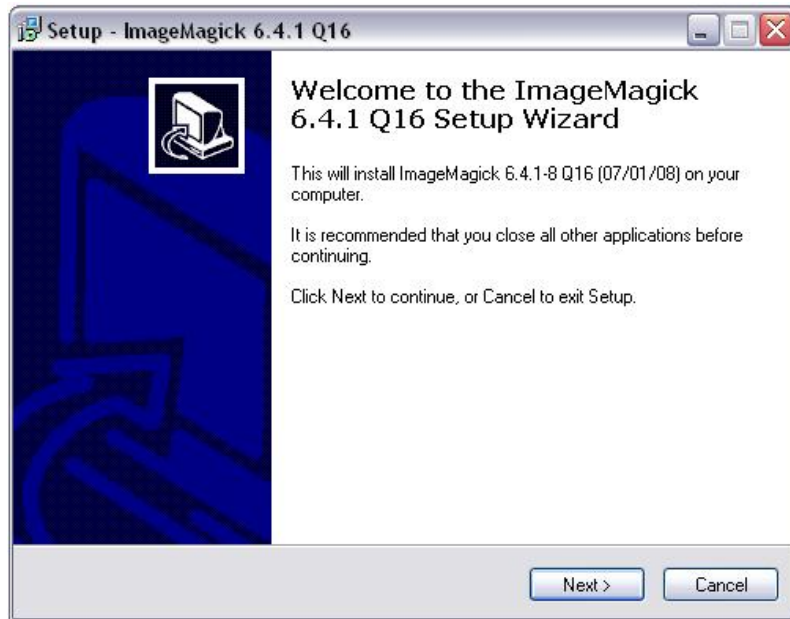 Setup - ImageMagick 6.4.1 Q16
Welcome to the ImageMagick
6.4.1 Q16 Setup Wizard
This will install ImageMagick 6.4.1-8 Q16 (07/01/08) on your
computer.
It is recommended that you close all other applications before
continuing.
Click Next to continue, or Cancel to exit Setup.
Next >
Cancel